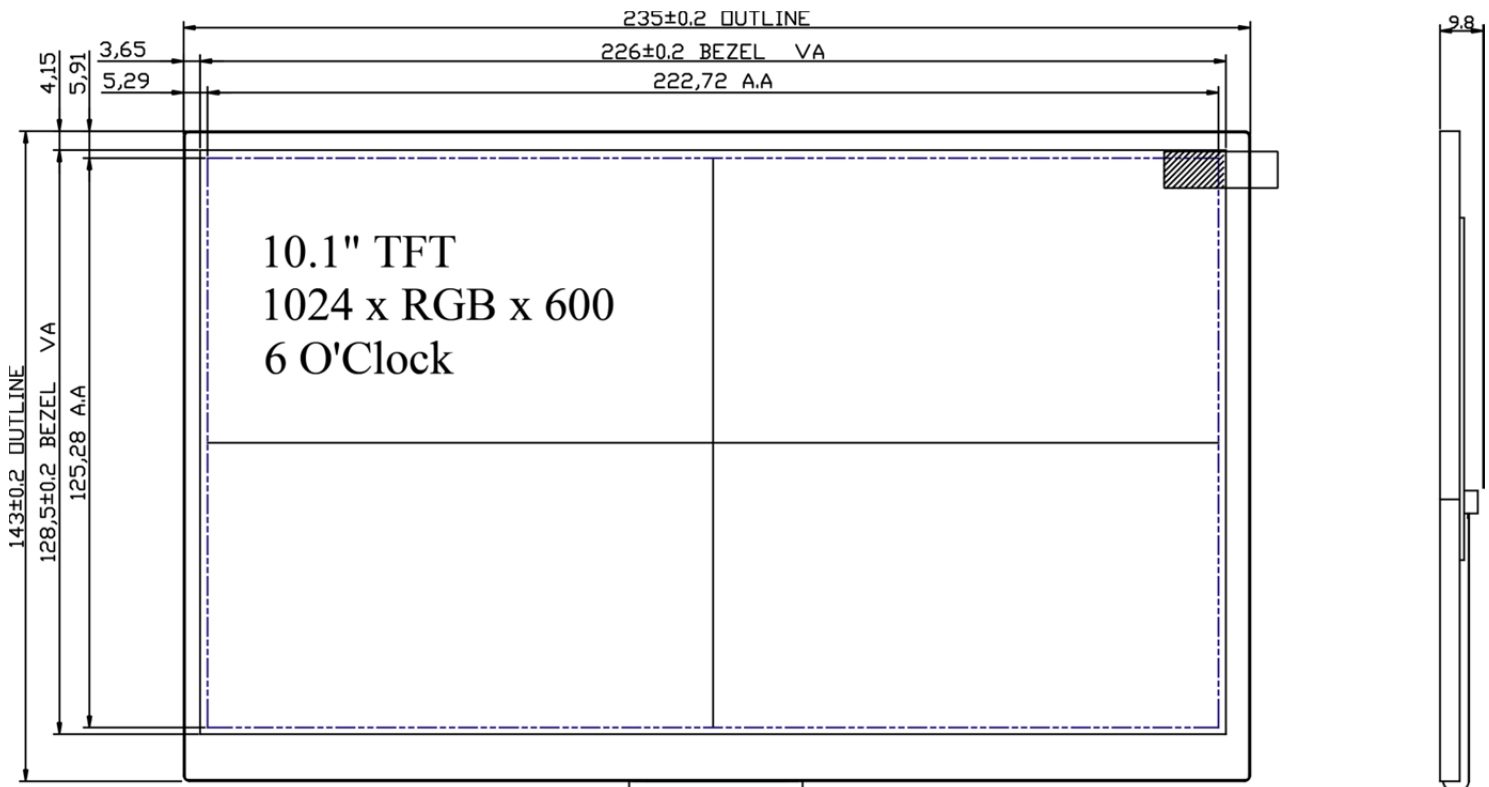 235±0.2 OUTLINE
9.8
3,65
226±0.2 BEZEL VA
4,15
5,91
5,29
222,72 A.A
10.1" TFT
1024 x RGB x 600
6 O'Clock
143±0.2 OUTLINE
128,5±0.2 BEZEL VA
125,28 A.A